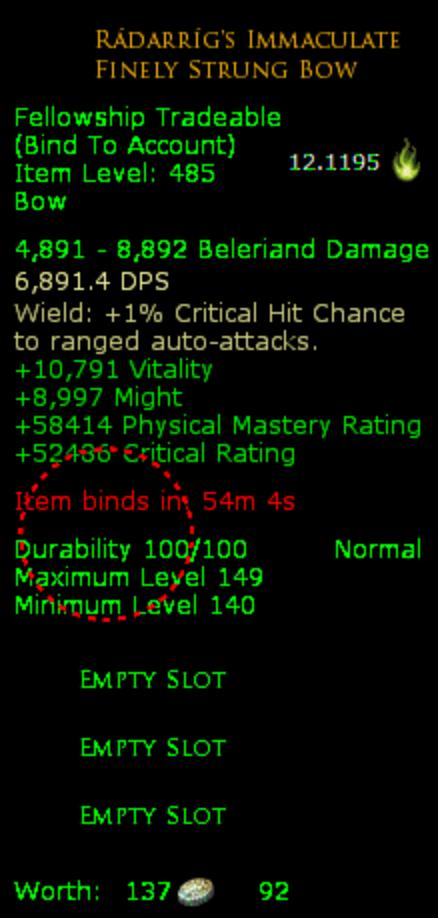 RÁDARRÍG'S IMMACULATE
FINELY STRUNG BOW
Fellowship Tradeable
(Bind To Account)
12.1195
Item Level: 485
Bow
4,891 - 8,892 Beleriand Damage
6,891.4 DPS
Wield: +1% Critical Hit Chance
to ranged auto-attacks.
+10,791 Vitality
+8,997 Might
+58414 Physical Mastery Rating
+52486 Critical Rating
Item binds in: 54m 4s
Durability 100/100 Normal
Maximum Level 149
Minimum Level 140
EMPTY SLOT
EMPTY SLOT
EMPTY SLOT
Worth: 137 92